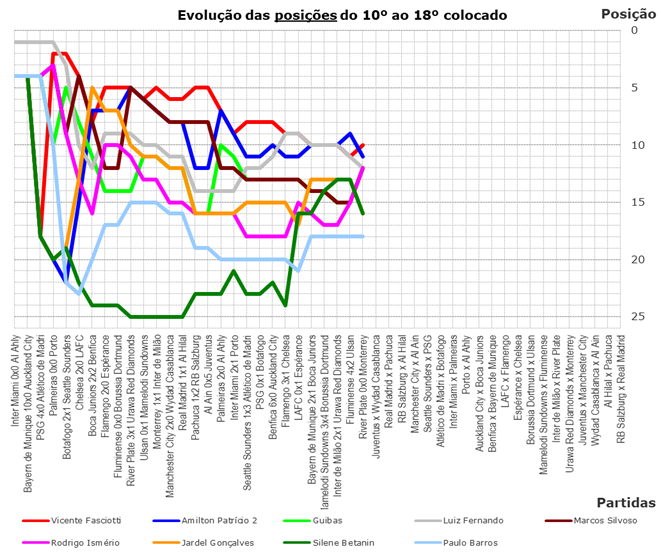 Evolução das posições do 10º ao 18º colocado
Posição
0
5
10
15
20
25
Inter Miami 0x0 Al Ahly
Bayern de Munique 10x0 Auckland City
PSG 4x0 Atlético de Madri
Palmeiras 0x0 Porto
Botafogo 2x1 Seattle Sounders
Chelsea 2x0 LAFC
Boca Juniors 2x2 Benfica
Flamengo 2x0 Espérance
Fluminense 0x0 Borussia Dortmund
River Plate 3x1 Urawa Red Diamonds
Ulsan 0x1 Mamelodi Sundowns
Monterrey 1x1 Inter de Milão
Manchester City 2x0 Wydad Casablanca
Real Madrid 1x1 Al Hilal
Pachuca 1x2 RB Salzburg
Al Ain 0x5 Juventus
Palmeiras 2x0 Al Ahly
Inter Miami 2x1 Porto
Seattle Sounders 1x3 Atlético de Madri
PSG 0x1 Botafogo
Benfica 6x0 Auckland City
Flamengo 3x1 Chelsea
LAFC 0x1 Espérance
Bayern de Munique 2x1 Boca Juniors
lamelodi Sundowns 3x4 Borussia Dortmund
Inter de Milão 2x1 Urawa Red Diamonds
Fluminense 4x2 Ulsan
River Plate 0x0 Monterrey
Juventus x Wydad Casablanca
Real Madrid x Pachuca
RB Salzburg x Al Hilal
Manchester City x Al Ain
Seattle Sounders x PSG
Atlético de Madri x Botafogo
Inter Miami x Palmeiras
Porto x Al Ahly
Auckland City x Boca Juniors
Benfica x Bayern de Munique
LAFC x Flamengo
Espérance x Chelsea
Borussia Dortmund x Ulsan
Mamelodi Sundowns x Fluminense
Inter de Milão x River Plate
Urawa Red Diamonds x Monterrey
Juventus x Manchester City
Wydad Casablanca x Al Ain
Al Hilal x Pachuca
RB Salzburg x Real Madrid
Partidas
Vicente Fasciotti
Amilton Patrício 2
Guibas
Luiz Fernando
Marcos Silvoso
Rodrigo Ismério
Jardel Gonçalves
Silene Betanin
Paulo Barros